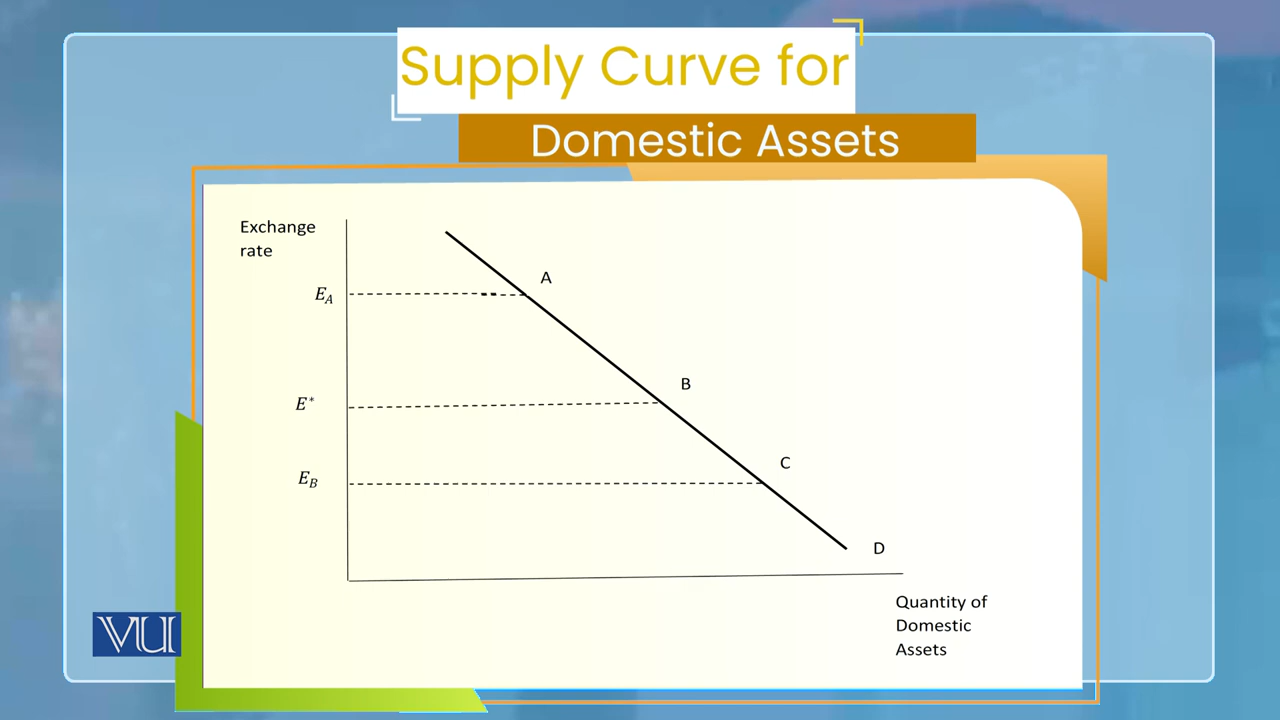 Supply Curve for
Domestic Assets
Exchange
rate
A
E_A
B
E*
C
E_B
D
Quantity of
Domestic
Assets
VU